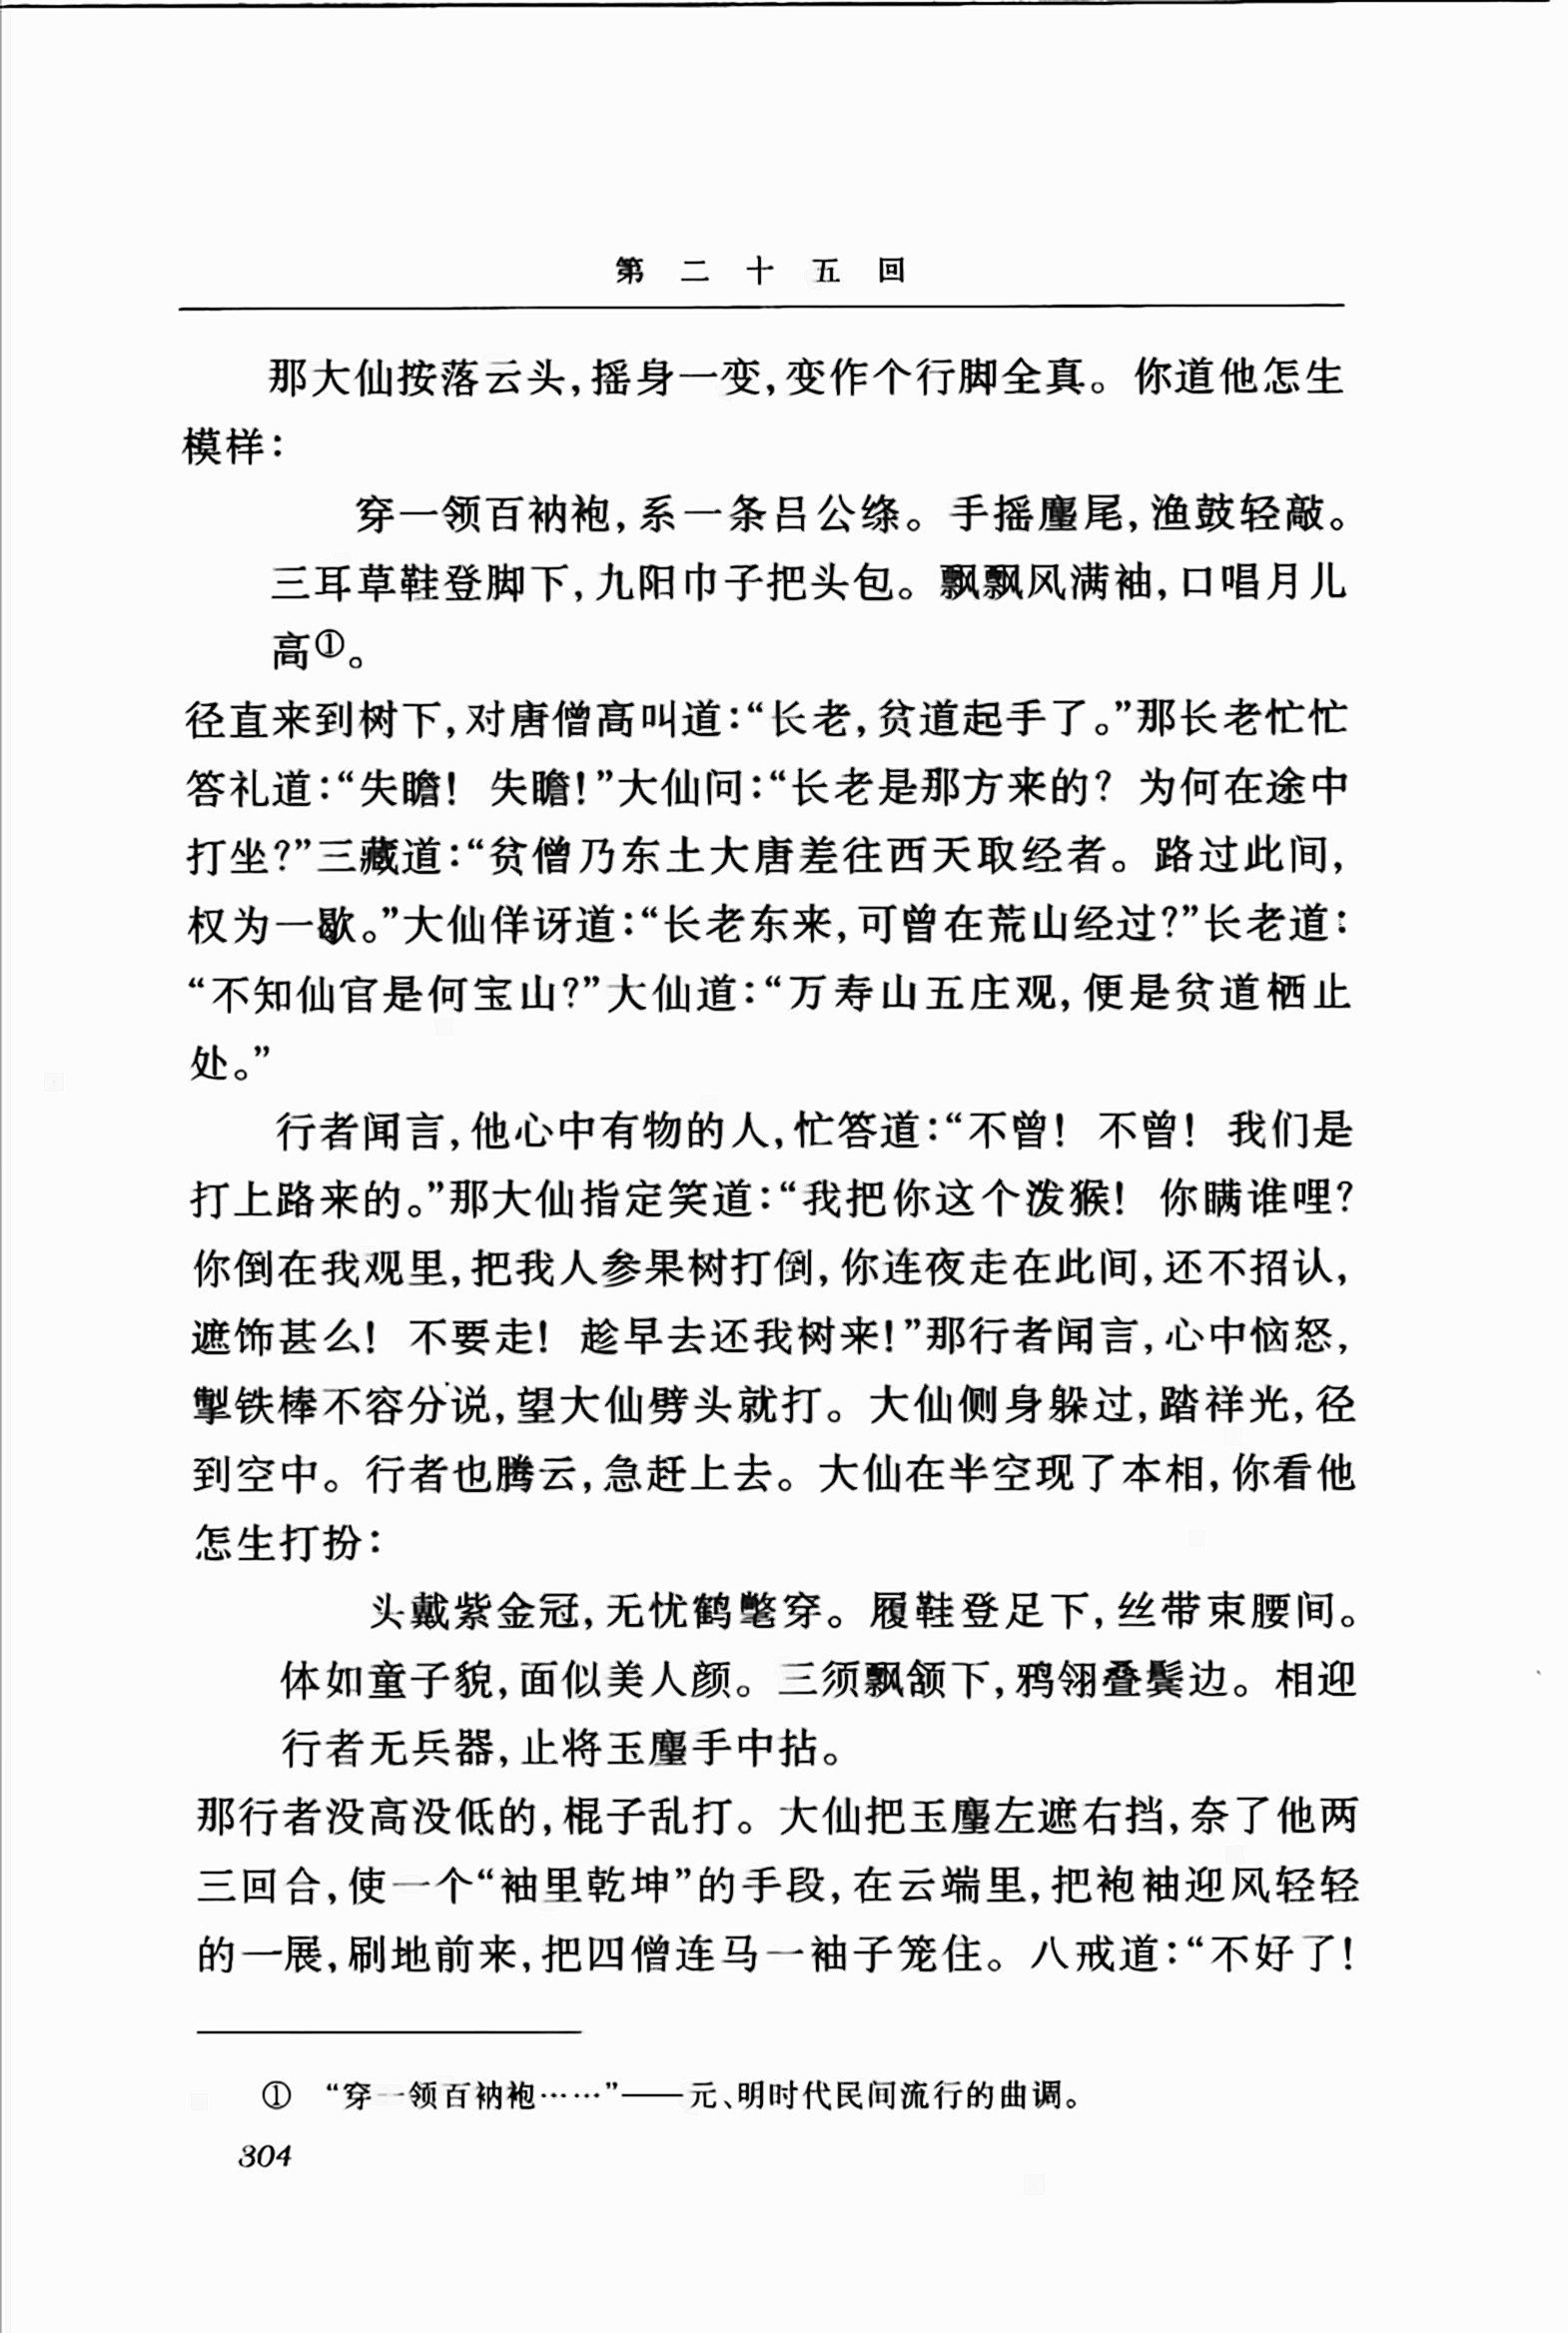 第二十五回
那大仙按落云头,摇身一变,变作个行脚全真。你道他怎生
模样:
穿一领百衲袍,系一条吕公绦。手摇麈尾,渔鼓轻敲。
三耳草鞋登脚下,九阳巾子把头包。飘飘风满袖,口唱月儿
高①。
径直来到树下,对唐僧高叫道:“长老,贫道起手了。”那长老忙忙
答礼道:“失瞻! 失瞻!”大仙问:“长老是那方来的? 为何在途中
打坐?”三藏道:“贫僧乃东土大唐差往西天取经者。路过此间,
权为一歇。”大仙佯讶道:“长老东来,可曾在荒山经过?”长老道:
“不知仙官是何宝山?”大仙道:“万寿山五庄观,便是贫道栖止
处。”
行者闻言,他心中有物的人,忙答道:“不曾! 不曾! 我们是
打上路来的。”那大仙指定笑道:“我把你这个泼猴! 你瞒谁哩?
你倒在我观里,把我人参果树打倒,你连夜走在此间,还不招认,
遮饰甚么! 不要走! 趁早去还我树来!”那行者闻言,心中恼怒,
掣铁棒不容分说,望大仙劈头就打。大仙侧身躲过,踏祥光,径
到空中。行者也腾云,急赶上去。大仙在半空现了本相,你看他
怎生打扮:
头戴紫金冠,无忧鹤氅穿。履鞋登足下,丝带束腰间。
体如童子貌,面似美人颜。三须飘颔下,鸦翎叠鬓边。相迎
行者无兵器,止将玉麈手中拈。
那行者没高没低的,棍子乱打。大仙把玉麈左遮右挡,奈了他两
三回合,使一个“袖里乾坤”的手段,在云端里,把袍袖迎风轻轻
的一展,刷地前来,把四僧连马一袖子笼住。八戒道:“不好了!
① “穿一领百衲袍……”——元、明时代民间流行的曲调。
304